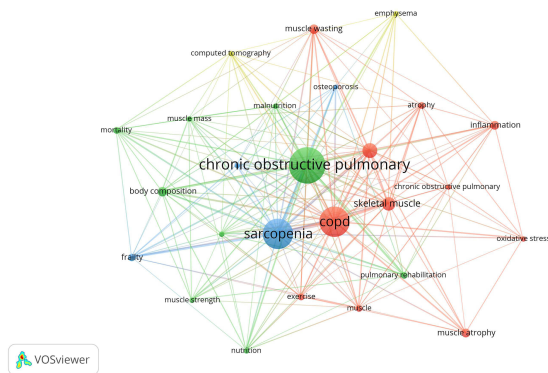 emphysema
muscle wasting
computed tomography
osteoporosis
malnutrition
atrophy
muscle mass
inflammation
mortality
chronic obstructive pulmonary
chronic obstructive pulmonary
body composition
skeletal muscle
copd
sarcopenia
oxidative stress
frailty
pulmonary rehabilitation
muscle strength
exercise
muscle
muscle atrophy
nutrition
VOSviewer